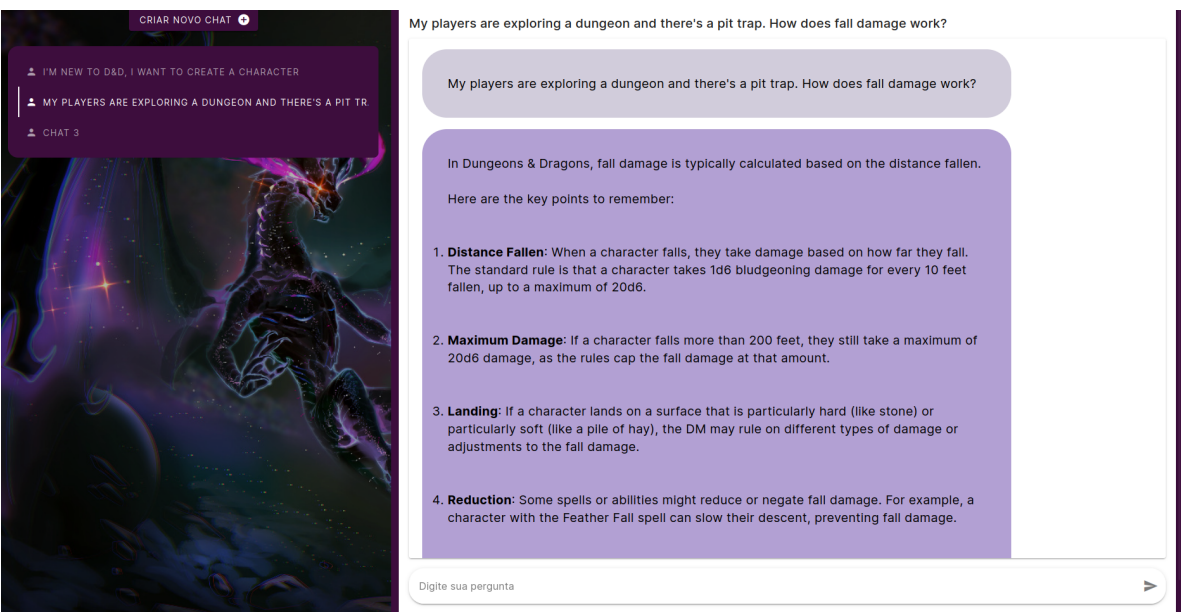 CRIAR NOVO CHAT
I'M NEW TO D&D, I WANT TO CREATE A CHARACTER
MY PLAYERS ARE EXPLORING A DUNGEON AND THERE'S A PIT TR
CHAT 3
My players are exploring a dungeon and there's a pit trap. How does fall damage work?
My players are exploring a dungeon and there's a pit trap. How does fall damage work?
In Dungeons & Dragons, fall damage is typically calculated based on the distance fallen.
Here are the key points to remember:
1. Distance Fallen: When a character falls, they take damage based on how far they fall.
The standard rule is that a character takes 1d6 bludgeoning damage for every 10 feet
fallen, up to a maximum of 20d6.
2. Maximum Damage: If a character falls more than 200 feet, they still take a maximum of
20d6 damage, as the rules cap the fall damage at that amount.
3. Landing: If a character lands on a surface that is particularly hard (like stone) or
particularly soft (like a pile of hay), the DM may rule on different types of damage or
adjustments to the fall damage.
4. Reduction: Some spells or abilities might reduce or negate fall damage. For example, a
character with the Feather Fall spell can slow their descent, preventing fall damage.
Digite sua pergunta